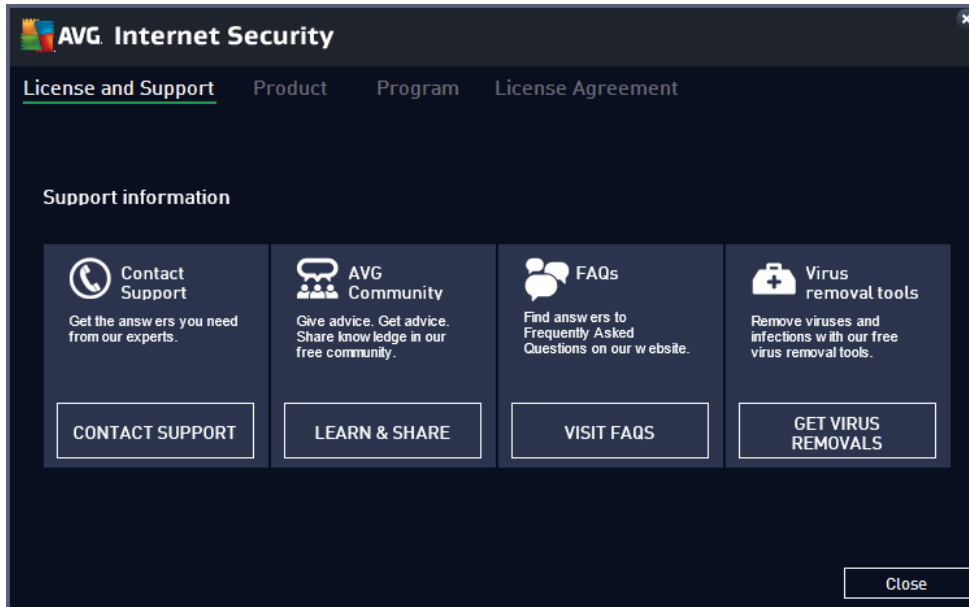 AVG Internet Security
License and Support Product Program License Agreement
Support information
Contact
Support
Get the answers you need
from our experts.
CONTACT SUPPORT
AVG
Community
Give advice. Get advice.
Share knowledge in our
free community.
LEARN & SHARE
FAQs
Find answers to
Frequently Asked
Questions on our website.
VISIT FAQS
Virus
removal tools
Remove viruses and
infections with our free
virus removal tools.
GET VIRUS
REMOVALS
Close